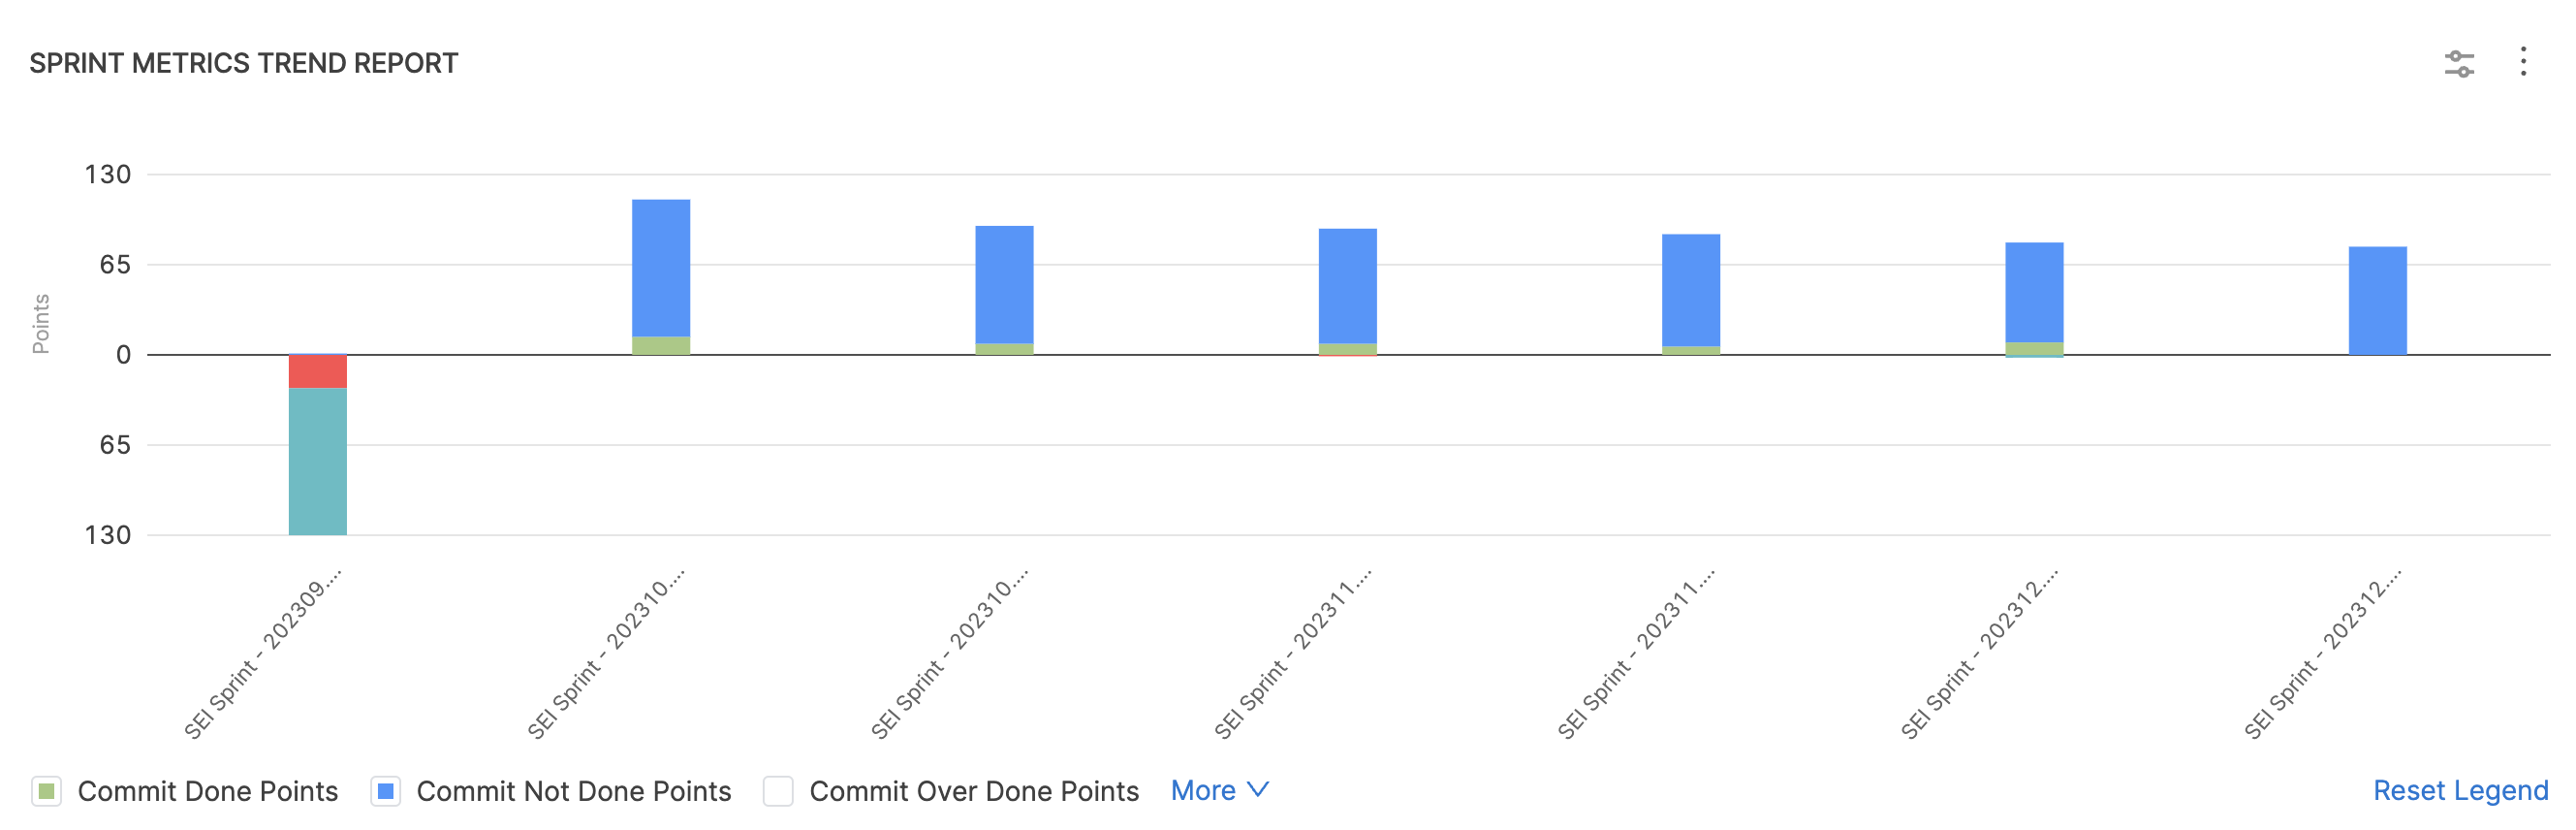 SPRINT METRICS TREND REPORT
130
65
0
65
130
Points
SEI Sprint - 202309....
SEI Sprint - 202310....
SEI Sprint - 202310....
SEI Sprint - 202311....
SEI Sprint - 202311....
SEI Sprint - 202312....
SEI Sprint - 202312....
Commit Done Points
Commit Not Done Points
Commit Over Done Points
More
Reset Legend